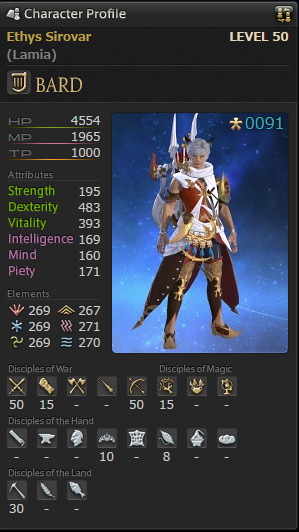 Character Profile
Ethys Sirovar LEVEL 50
(Lamia)
BARD
HP 4554
MP 1965
TP 1000
0091
Attributes
Strength 195
Dexterity 483
Vitality 393
Intelligence 169
Mind 160
Piety 171
Elements
269 267
269 271
269 270
Disciples of War Disciples of Magic
50 15 - - 50 15 - -
Disciples of the Hand
- - - 10 - 8 - -
Disciples of the Land
30 - -